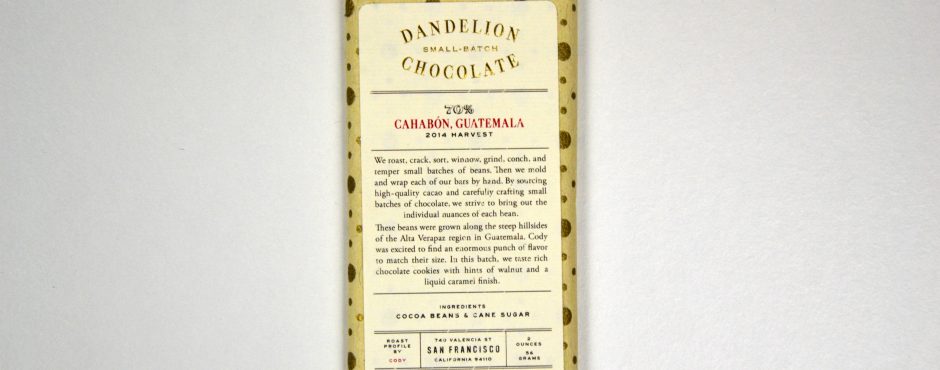 DANDELION
SMALL-BATCH
CHOCOLATE
70%
CAHABÓN, GUATEMALA
2014 HARVEST
We roast, crack, sort, winnow, grind, conch, and
temper small batches of beans. Then we mold
and wrap each of our bars by hand. By sourcing
high-quality cacao and carefully crafting small
batches of chocolate, we strive to bring out the
individual nuances of each bean.
These beans were grown along the steep hillsides
of the Alta Verapaz region in Guatemala. Cody
was excited to find an enormous punch of flavor
to match their size. In this batch, we taste rich
chocolate cookies with hints of walnut and a
liquid caramel finish.
INGREDIENTS
COCOA BEANS & CANE SUGAR
ROAST
PROFILE
BY
CODY
740 VALENCIA ST
SAN FRANCISCO
CALIFORNIA 94110
2
OUNCES
56
GRAMS